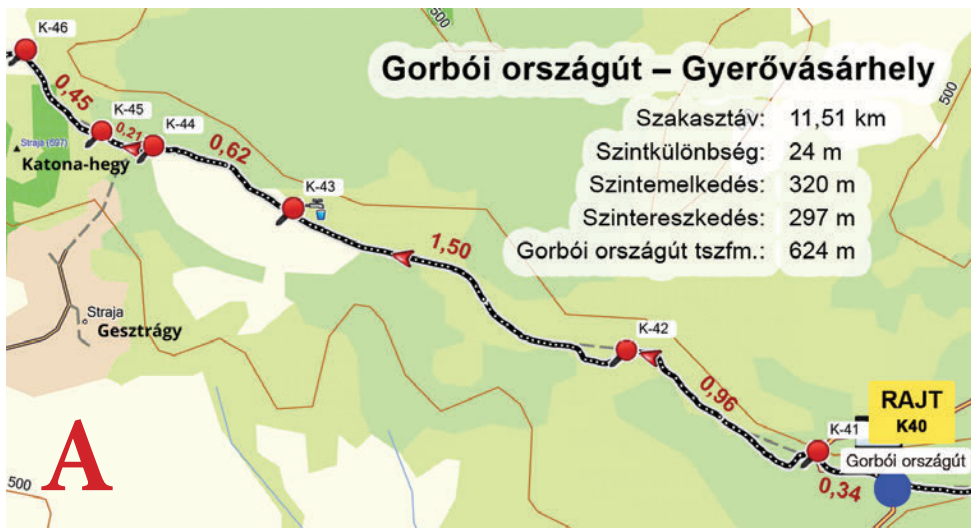 K-46
500
Gorbói országút – Gyerővásárhely
500
0,45
K-45
0,21
K-44
0,62
Szakasztáv: 11,51 km
Straja (697)
Katona-hegy
Szintkülönbség: 24 m
K-43
Szintemelkedés: 320 m
Szintereszkedés: 297 m
1,50
Gorbói országút tszfm.: 624 m
Straja
Gesztrágy
K-42
0,96
RAJT
K40
K-41
Gorbói országút
A
500
0,34